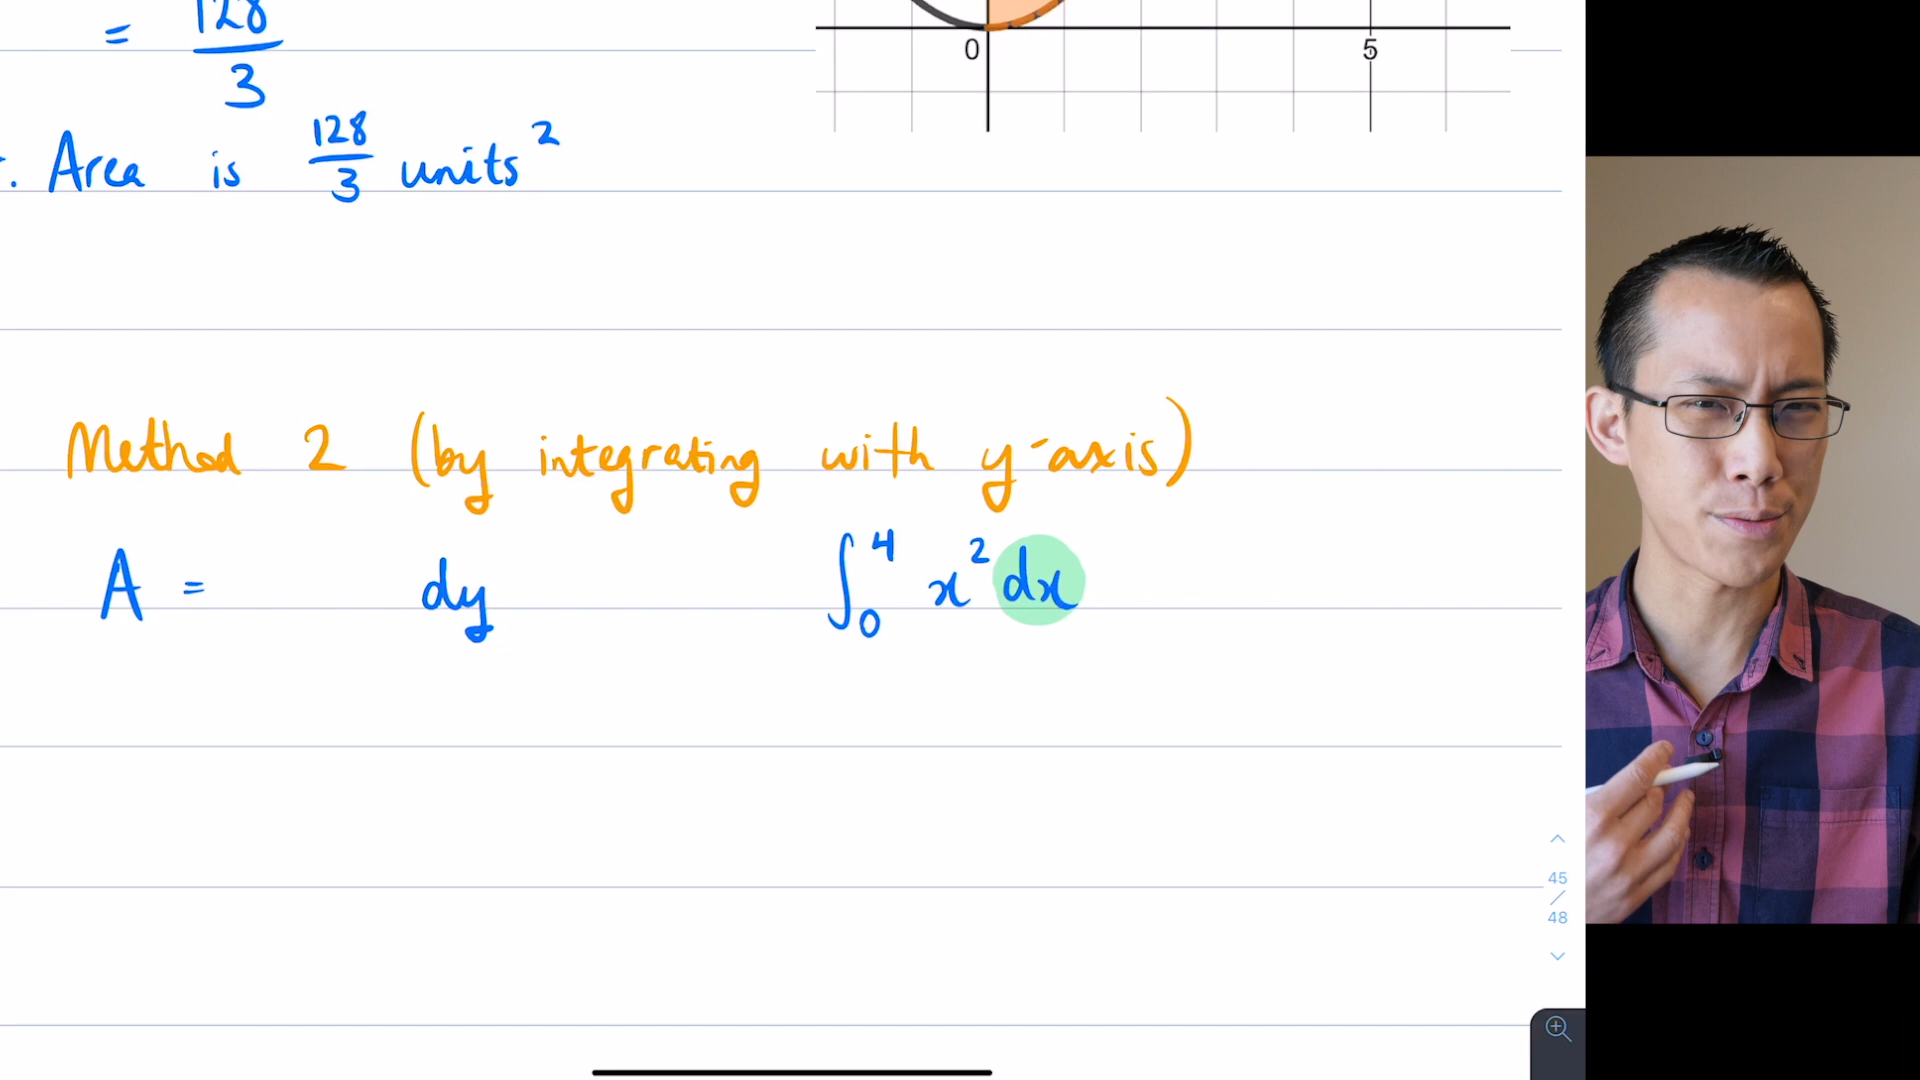 = 128/3
0 5
. Area is 128/3 units²
Method 2 (by integrating with y-axis)
A = dy ∫₀⁴ x² dx
45
/
48